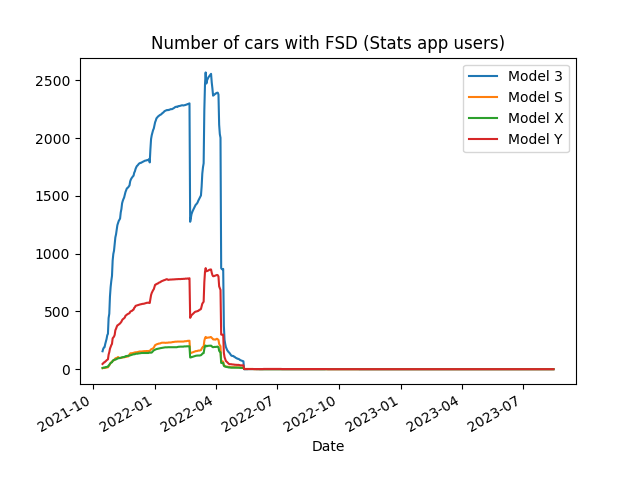 Number of cars with FSD (Stats app users)
Model 3
Model S
Model X
Model Y
2500
2000
1500
1000
500
0
2021-10
2022-01
2022-04
2022-07
2022-10
2023-01
2023-04
2023-07
Date